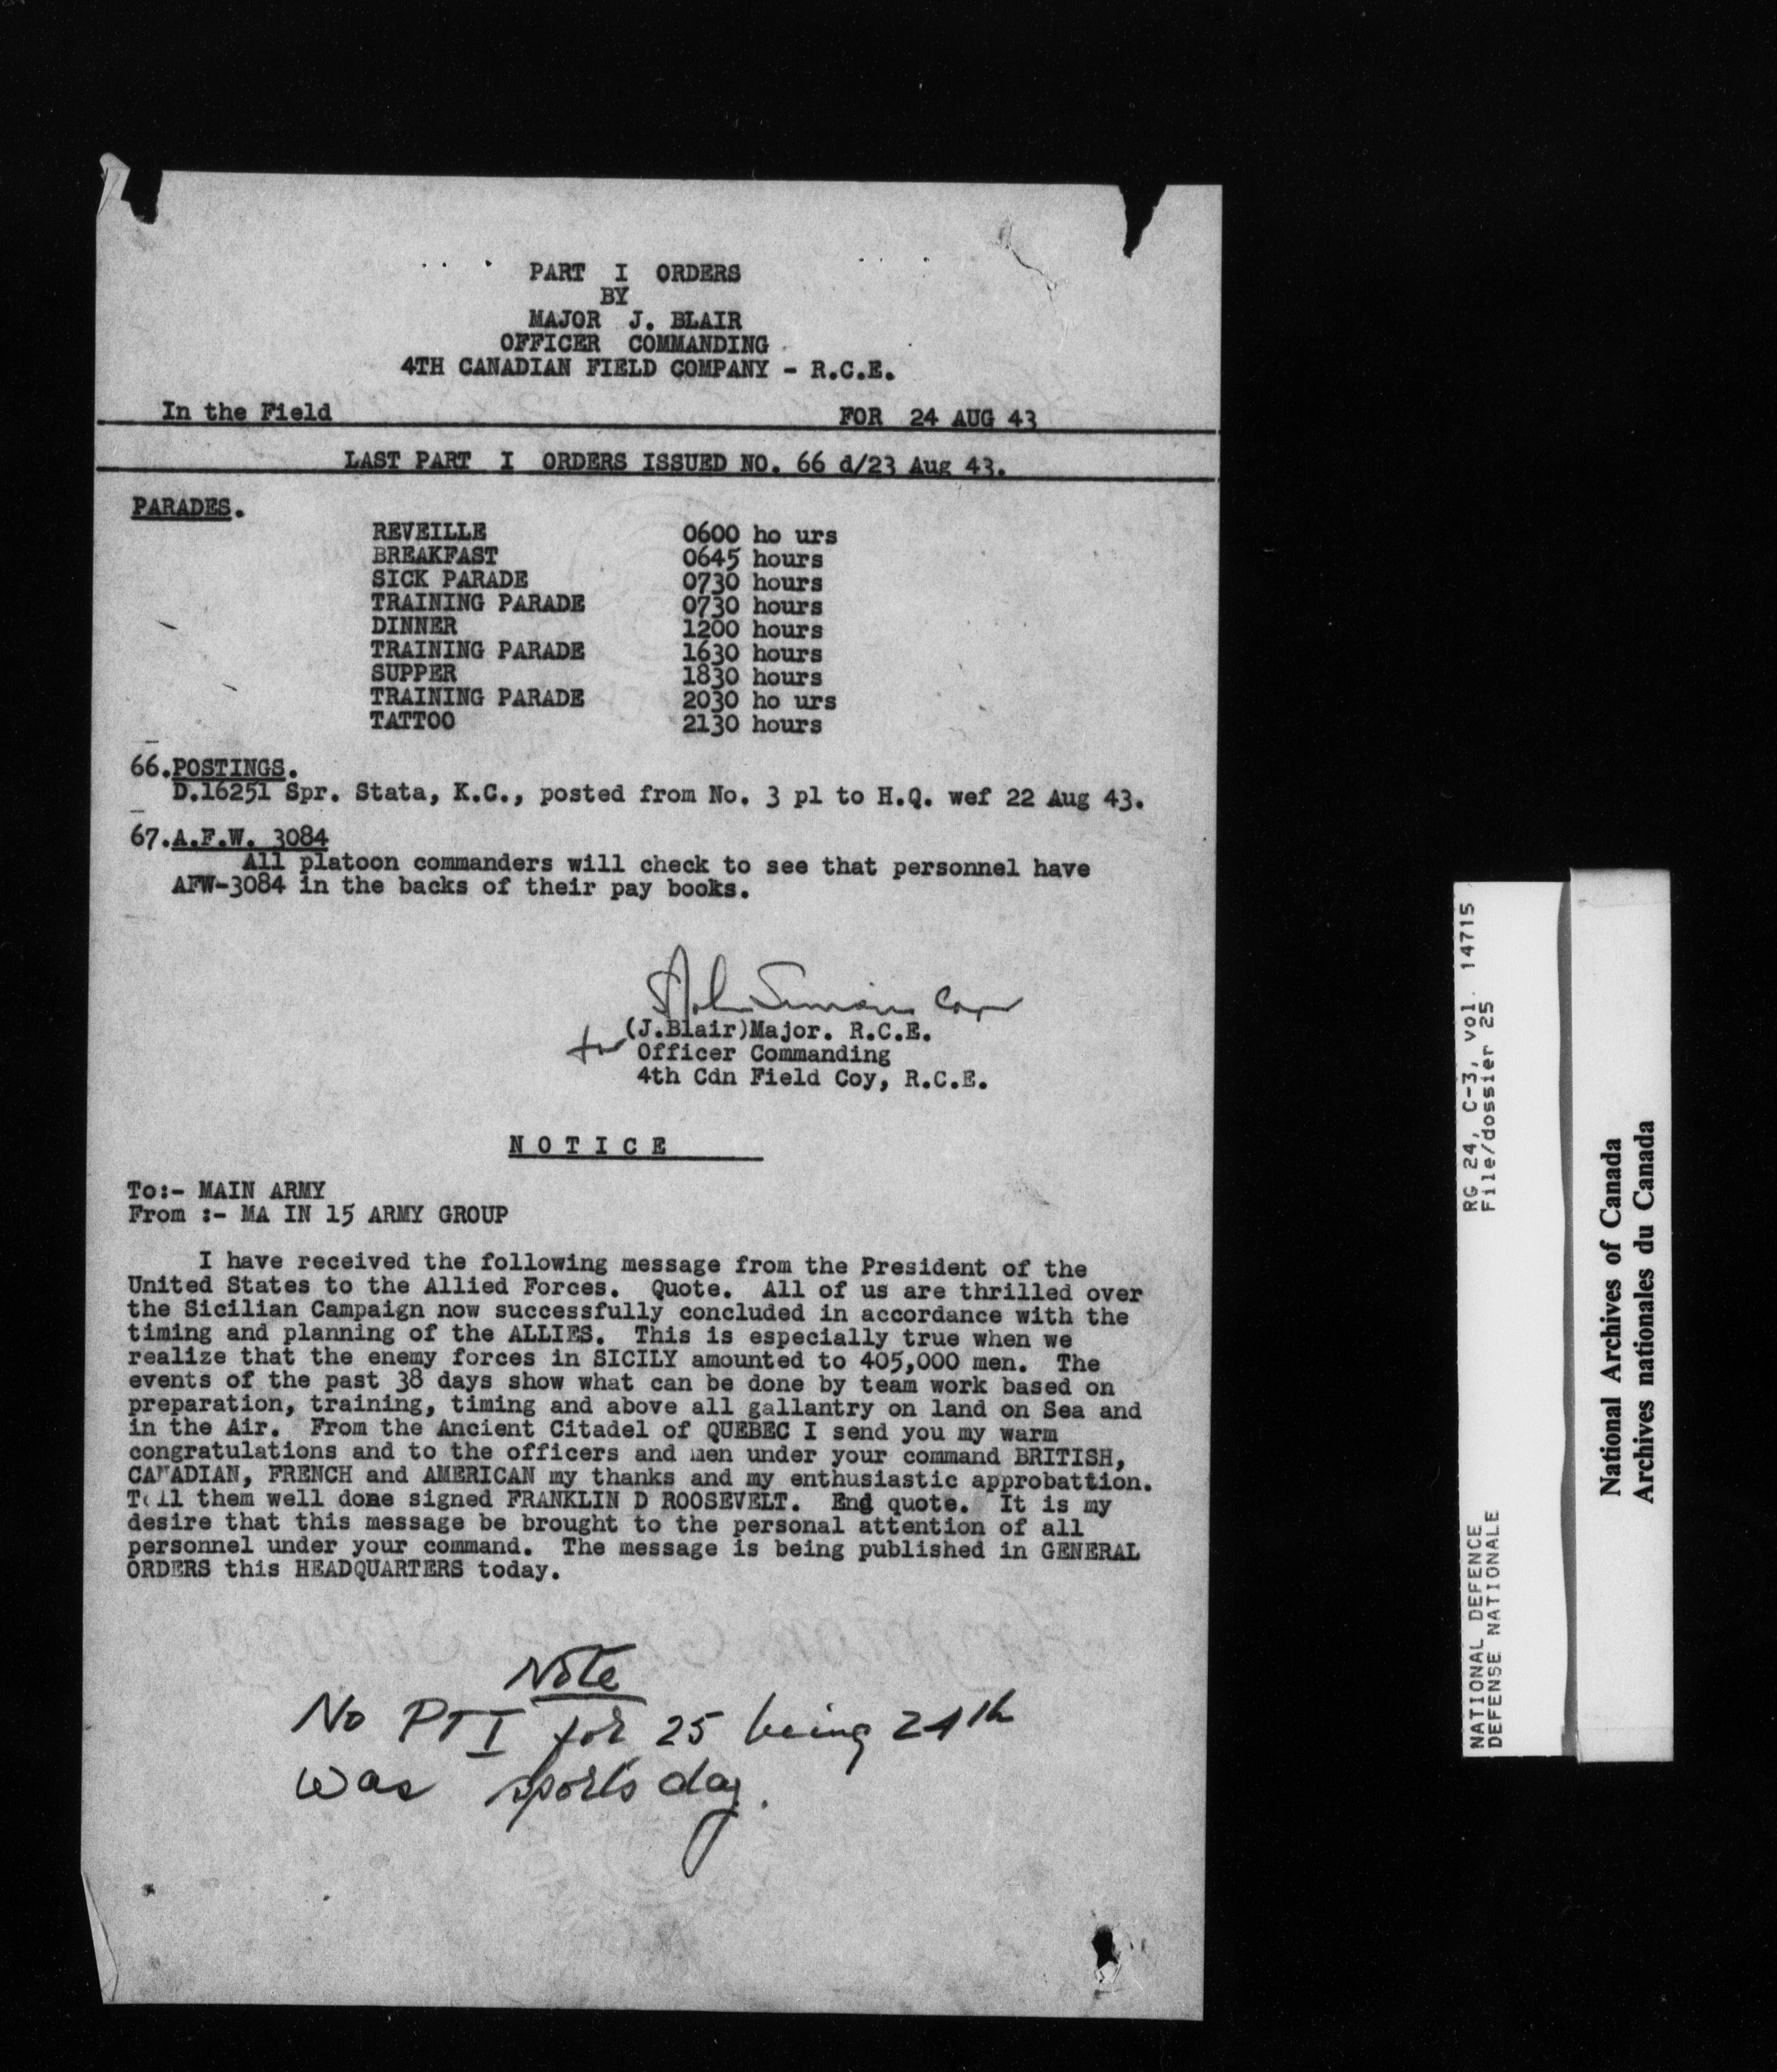 PART I ORDERS
BY
MAJOR J. BLAIR
OFFICER COMMANDING
4TH CANADIAN FIELD COMPANY - R.C.E.
In the Field FOR 24 AUG 43
LAST PART I ORDERS ISSUED NO. 66 d/23 Aug 43.
PARADES.
REVEILLE 0600 ho urs
BREAKFAST 0645 hours
SICK PARADE 0730 hours
TRAINING PARADE 0730 hours
DINNER 1200 hours
TRAINING PARADE 1630 hours
SUPPER 1830 hours
TRAINING PARADE 2030 ho urs
TATTOO 2130 hours
66.POSTINGS.
D.16251 Spr. Stata, K.C., posted from No. 3 pl to H.Q. wef 22 Aug 43.
67.A.F.W. 3084
All platoon commanders will check to see that personnel have
AFW-3084 in the backs of their pay books.
Capt
(J.Blair)Major. R.C.E.
for Officer Commanding
4th Cdn Field Coy, R.C.E.
N O T I C E
To:- MAIN ARMY
From :- MA IN 15 ARMY GROUP
I have received the following message from the President of the
United States to the Allied Forces. Quote. All of us are thrilled over
the Sicilian Campaign now successfully concluded in accordance with the
timing and planning of the ALLIES. This is especially true when we
realize that the enemy forces in SICILY amounted to 405,000 men. The
events of the past 38 days show what can be done by team work based on
preparation, training, timing and above all gallantry on land on Sea and
in the Air. From the Ancient Citadel of QUEBEC I send you my warm
congratulations and to the officers and men under your command BRITISH,
CANADIAN, FRENCH and AMERICAN my thanks and my enthusiastic approbattion.
Tell them well done signed FRANKLIN D ROOSEVELT. End quote. It is my
desire that this message be brought to the personal attention of all
personnel under your command. The message is being published in GENERAL
ORDERS this HEADQUARTERS today.
Note
No PT I for 25 being 24th
was sports day.
NATIONAL DEFENCE RG 24, C-3, vol. 14715
DEFENSE NATIONALE File/dossier 25
National Archives of Canada
Archives nationales du Canada